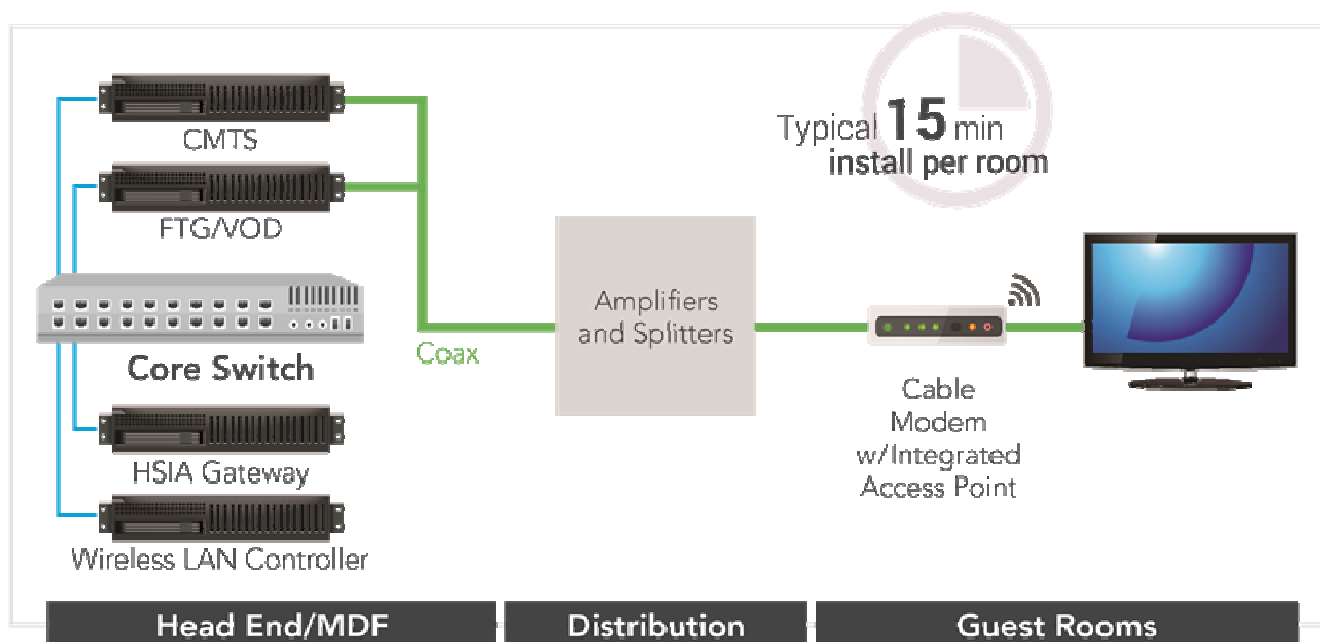 CMTS
FTG/VOD
Core Switch
HSIA Gateway
Wireless LAN Controller
Coax
Amplifiers
and Splitters
Typical 15 min
install per room
Cable
Modem
w/Integrated
Access Point
Head End/MDF
Distribution
Guest Rooms